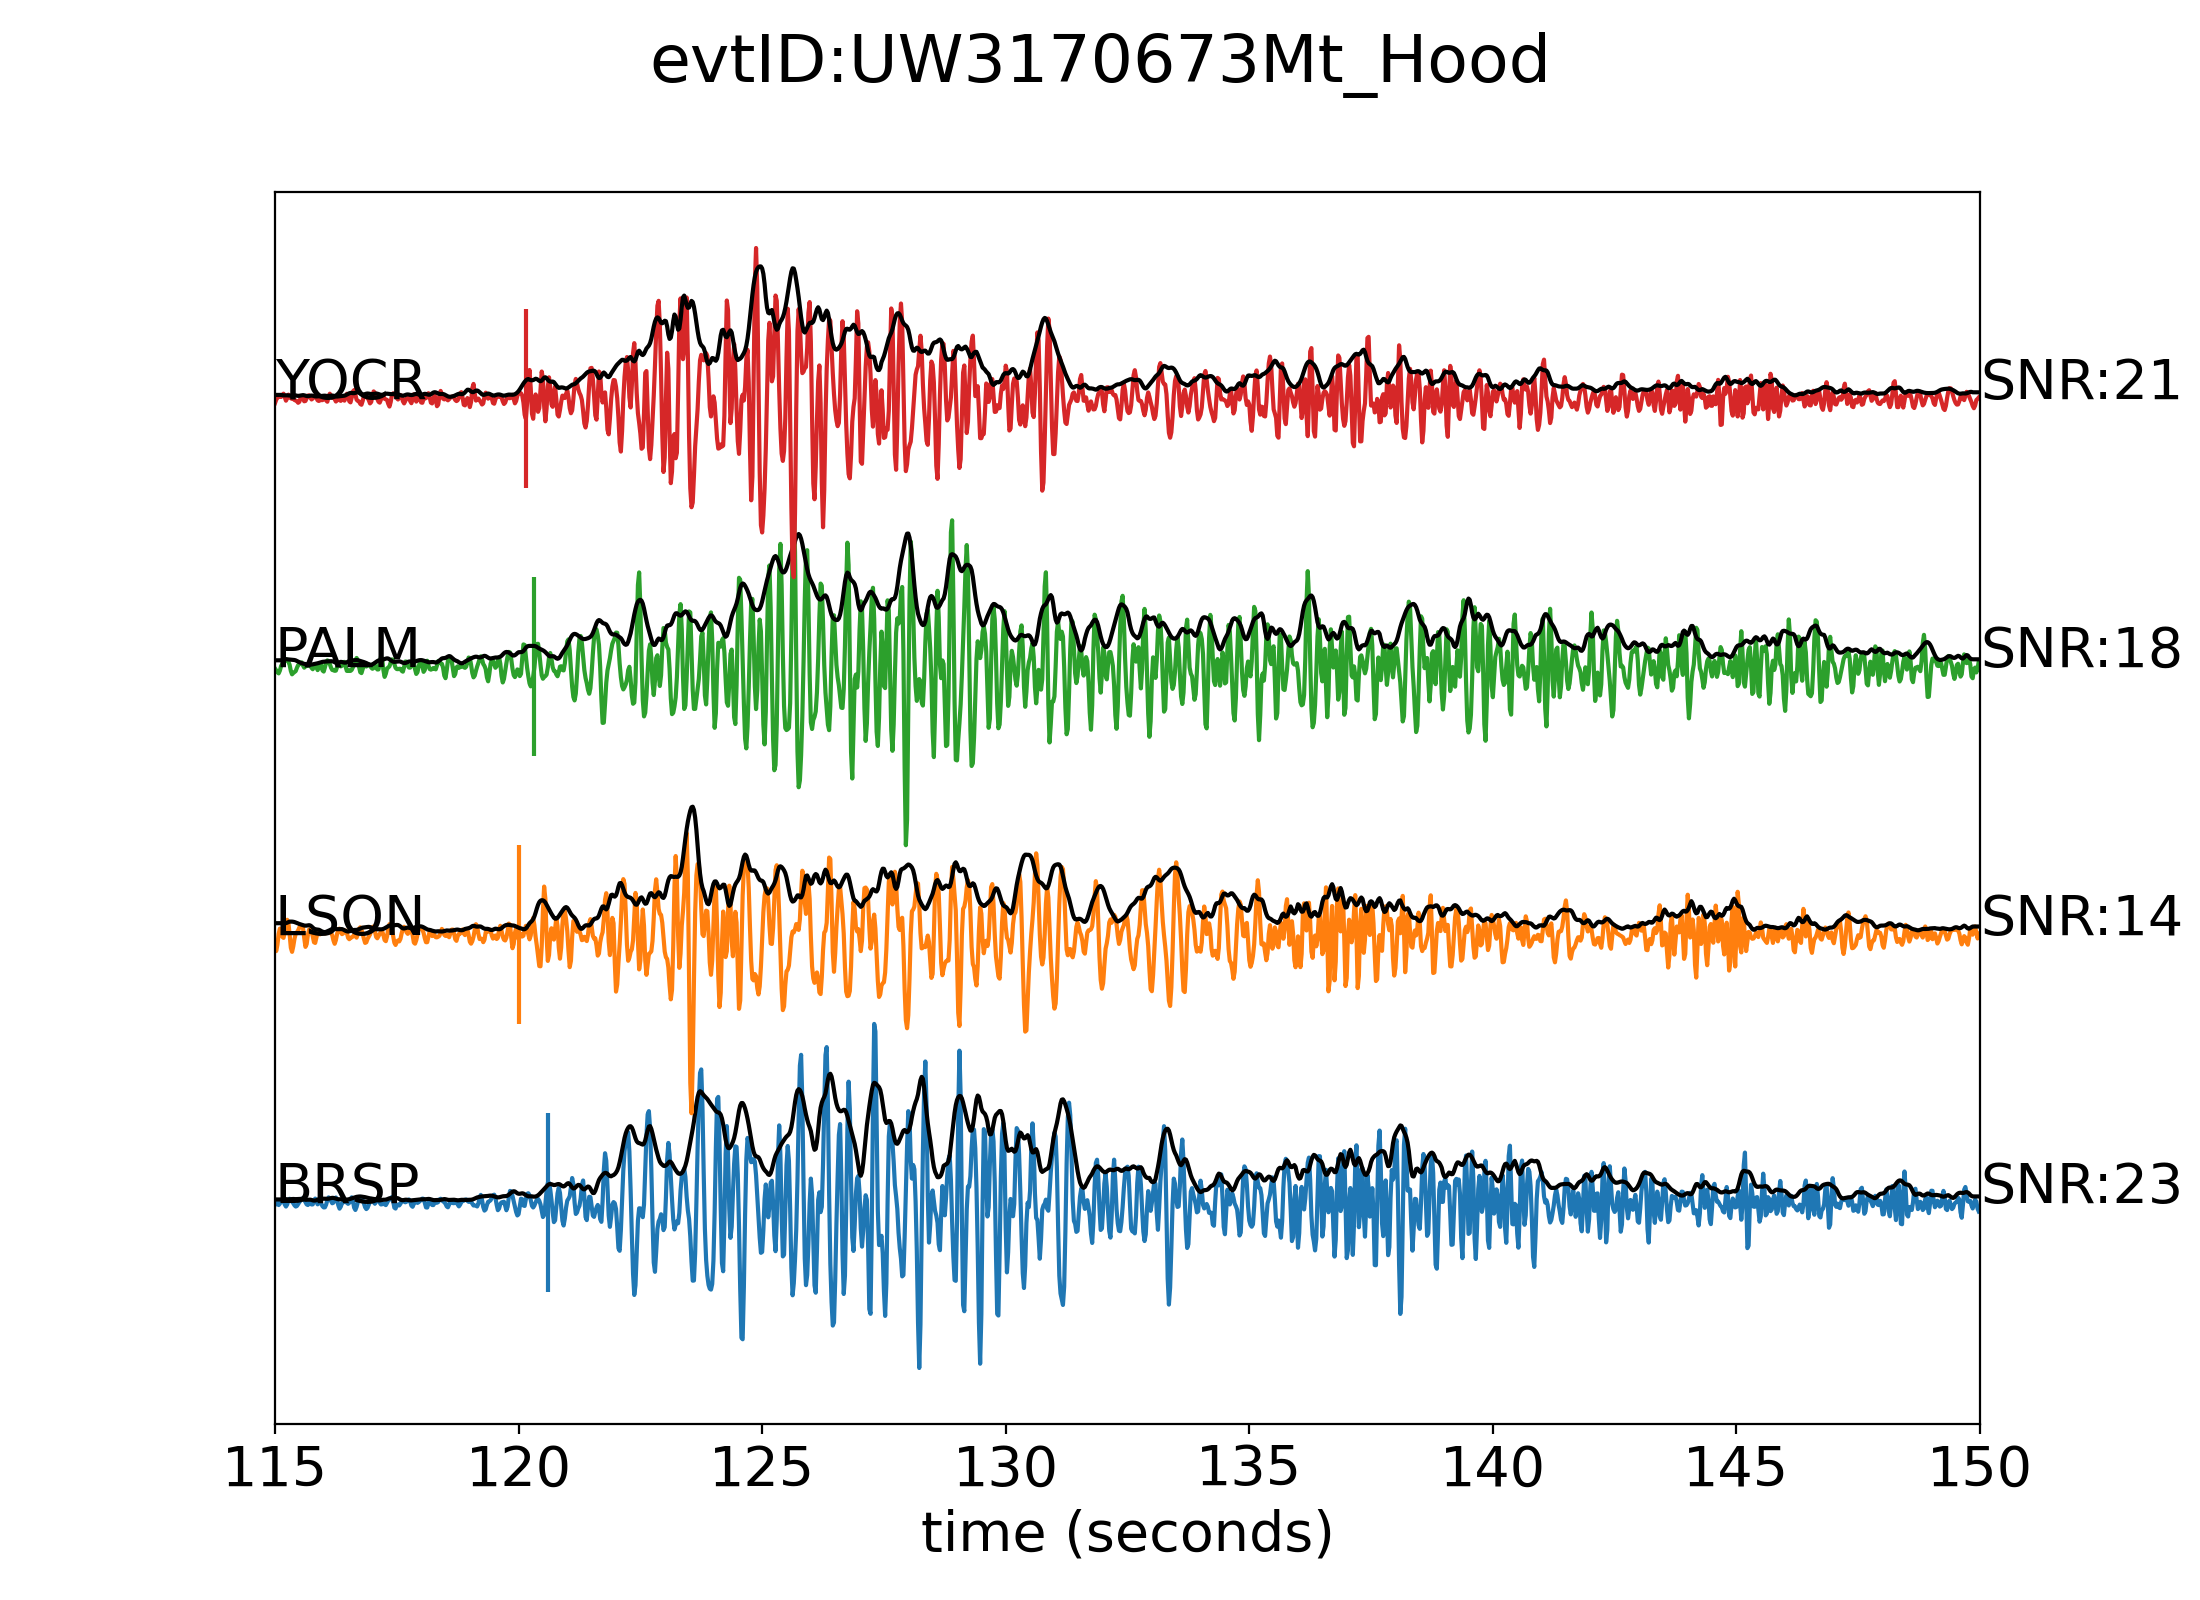 evtID:UW3170673Mt_Hood
YOCR SNR:21
PALM SNR:18
LSON SNR:14
BRSP SNR:23
115 120 125 130 135 140 145 150
time (seconds)